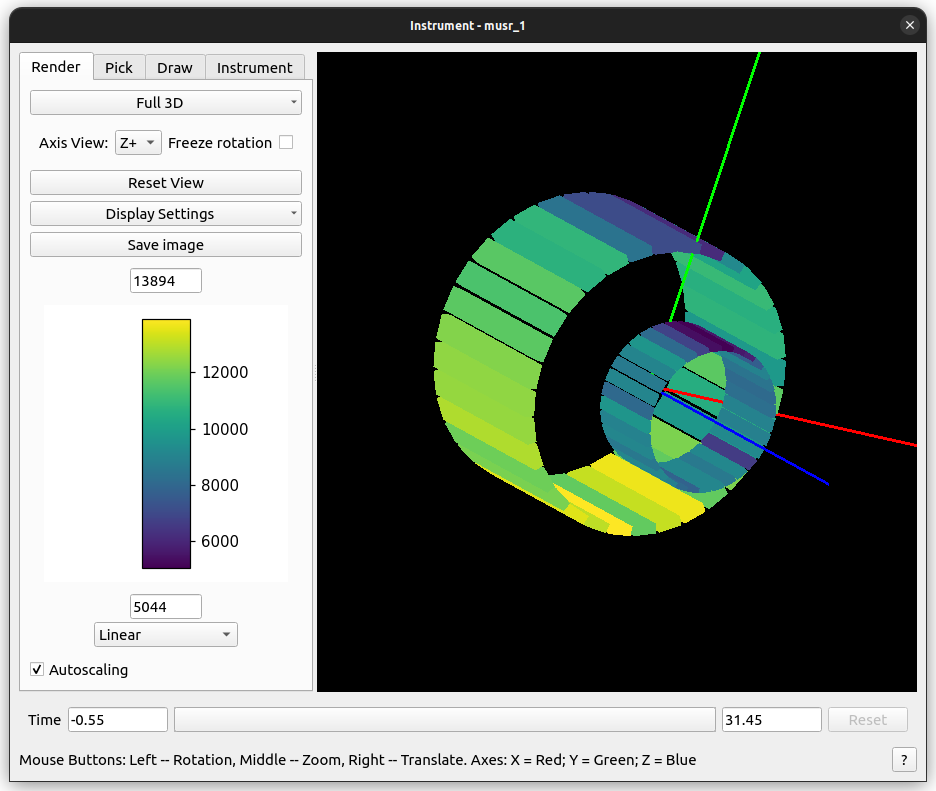 Instrument - musr_1
Render Pick Draw Instrument
Full 3D
Axis View: Z+ Freeze rotation
Reset View
Display Settings
Save image
13894
12000
10000
8000
6000
5044
Linear
Autoscaling
Time -0.55 31.45 Reset
Mouse Buttons: Left -- Rotation, Middle -- Zoom, Right -- Translate. Axes: X = Red; Y = Green; Z = Blue ?